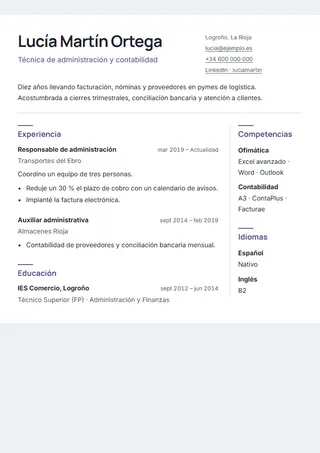 Lucía Martín Ortega
Técnica de administración y contabilidad
Logroño, La Rioja
lucia@ejemplo.es
+34 600 000 000
LinkedIn · luciamartin
Diez años llevando facturación, nóminas y proveedores en pymes de logística.
Acostumbrada a cierres trimestrales, conciliación bancaria y atención a clientes.
Experiencia
Responsable de administración mar 2019 – Actualidad
Transportes del Ebro
Coordino un equipo de tres personas.
• Reduje un 30 % el plazo de cobro con un calendario de avisos.
• Implanté la factura electrónica.
Auxiliar administrativa sept 2014 – feb 2019
Almacenes Rioja
• Contabilidad de proveedores y conciliación bancaria mensual.
Educación
IES Comercio, Logroño sept 2012 – jun 2014
Técnico Superior (FP) · Administración y Finanzas
Competencias
Ofimática
Excel avanzado ·
Word · Outlook
Contabilidad
A3 · ContaPlus ·
Facturae
Idiomas
Español
Nativo
Inglés
B2